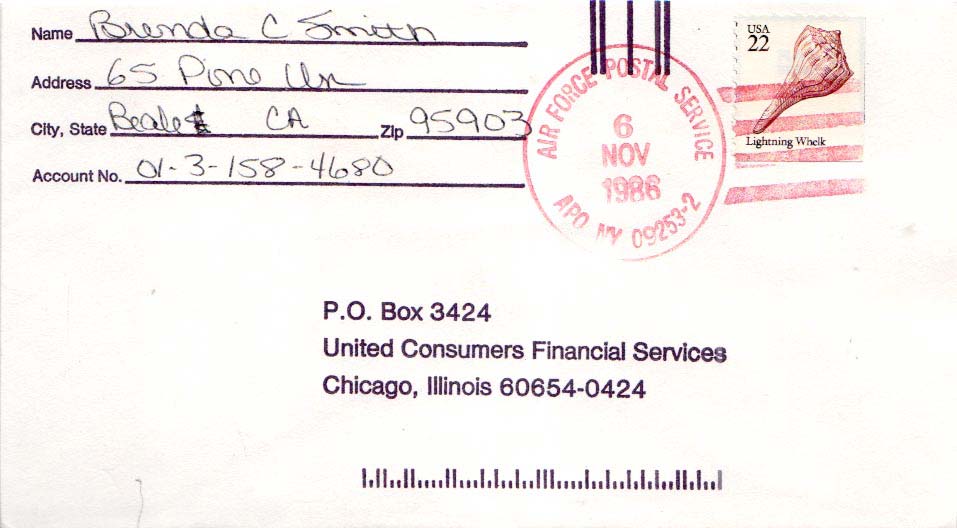 Name Brenda C Smith
Address 65 Pine Ln
City, State Beale CA Zip 95903
Account No. 01-3-158-4680
AIR FORCE POSTAL SERVICE
6
NOV
1986
APO NY 09253-2
USA
22
Lightning Whelk
P.O. Box 3424
United Consumers Financial Services
Chicago, Illinois 60654-0424